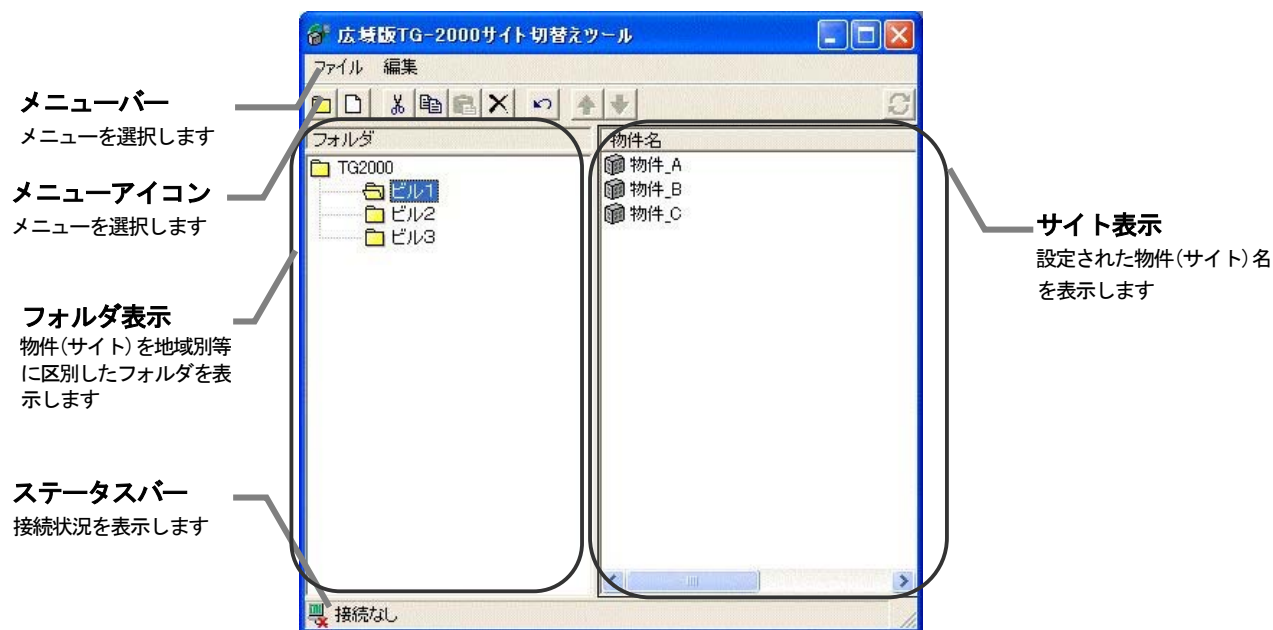 広域版TG-2000サイト切替えツール
ファイル 編集
メニューバー
メニューを選択します
メニューアイコン
メニューを選択します
フォルダ表示
物件(サイト)を地域別等
に区別したフォルダを表
示します
ステータスバー
接続状況を表示します
フォルダ
TG2000
ビル1
ビル2
ビル3
物件名
物件_A
物件_B
物件_C
サイト表示
設定された物件(サイト)名
を表示します
接続なし